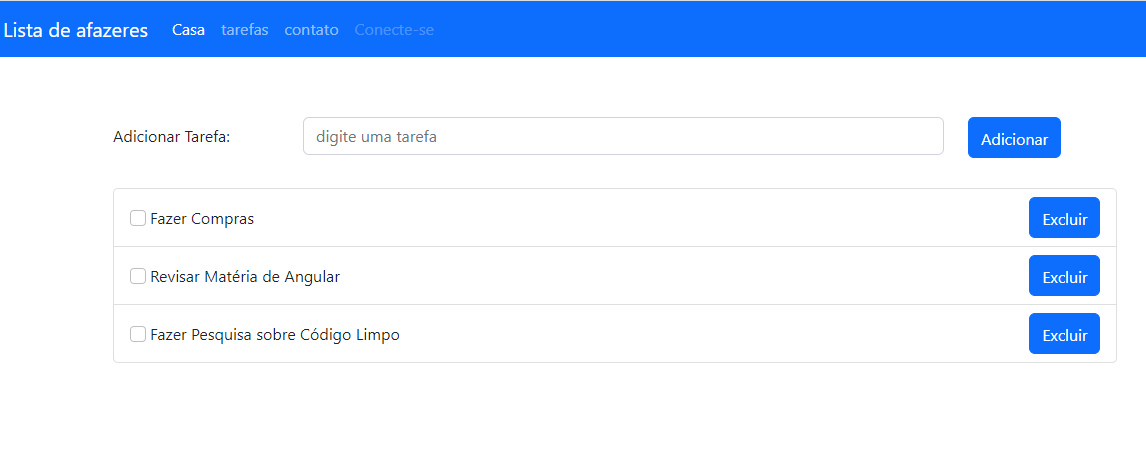 Lista de afazeres Casa tarefas contato Conecte-se
Adicionar Tarefa: digite uma tarefa Adicionar
Fazer Compras Excluir
Revisar Matéria de Angular Excluir
Fazer Pesquisa sobre Código Limpo Excluir